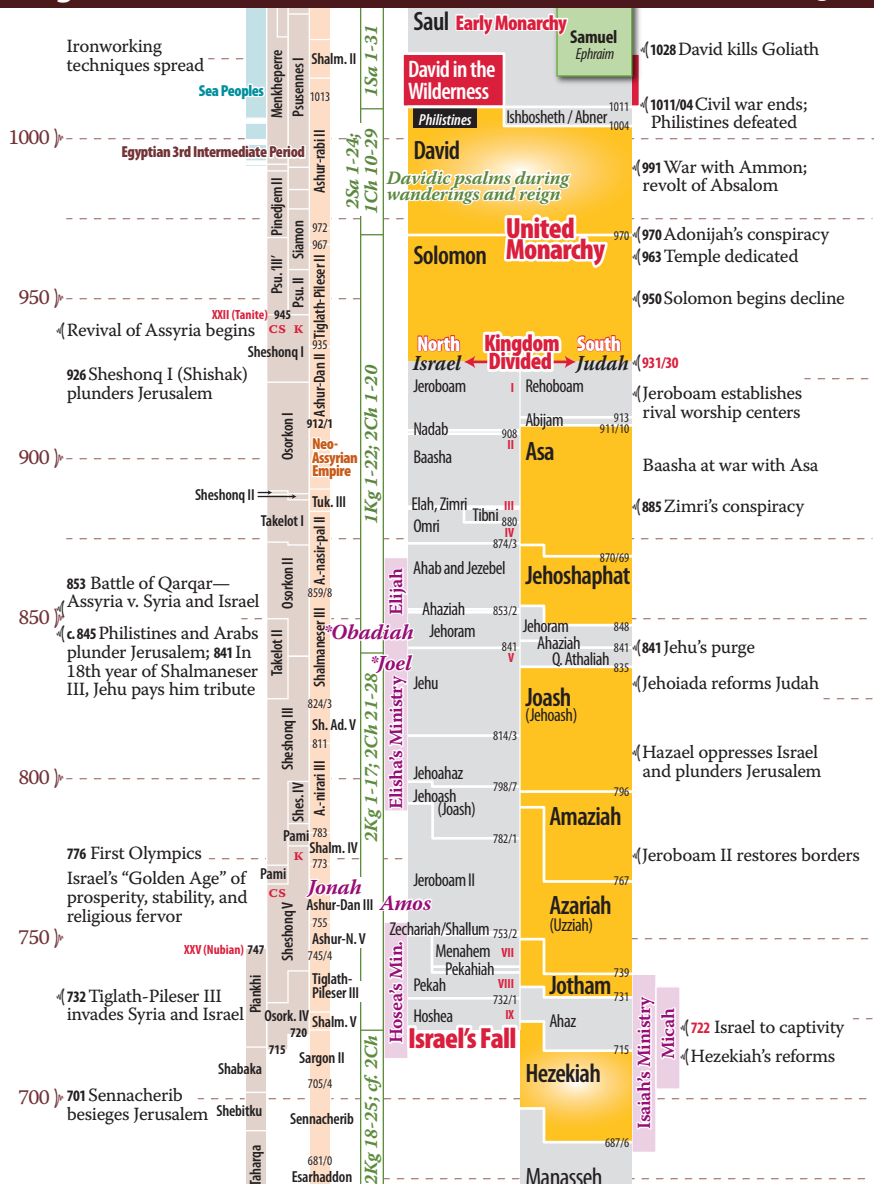 Saul Early Monarchy
Samuel
Ephraim
Ironworking
techniques spread
Sea Peoples
Menkheperre
Psusennes I
Shalm. II
1013
1Sa 1-31
David in the
Wilderness
1028 David kills Goliath
1011
Philistines
Ishbosheth / Abner
1004
1011/04 Civil war ends;
Philistines defeated
1000
Egyptian 3rd Intermediate Period
Ashur-rabi II
2Sa 1-24;
1Ch 10-29
David
Davidic psalms during
wanderings and reign
991 War with Ammon;
revolt of Absalom
Pinedjem II
Siamon
972
967
United
Monarchy
970
970 Adonijah's conspiracy
963 Temple dedicated
Solomon
Psu. 'III'
Psu. II
Tiglath-Pileser II
950
950 Solomon begins decline
XXII (Tanite) 945
CS K
Revival of Assyria begins
Sheshonq I
935
Ashur-Dan II
North
Israel
Kingdom
Divided
South
Judah
931/30
926 Sheshonq I (Shishak)
plunders Jerusalem
1Kg 1-22; 2Ch 1-20
Jeroboam
I
Rehoboam
Jeroboam establishes
rival worship centers
Osorkon I
912/1
Nadab
908
II
Abijam
913
911/10
900
Neo-
Assyrian
Empire
Baasha
Asa
Baasha at war with Asa
Sheshonq II
Tuk. III
Takelot I
Elah, Zimri
III
Tibni
880
Omri
IV
885 Zimri's conspiracy
A.-nasir-pal II
874/3
870/69
Osorkon II
859/8
853 Battle of Qarqar—
Assyria v. Syria and Israel
Elijah
Ahab and Jezebel
Jehoshaphat
850
Ahaziah
853/2
Shalmaneser III
*Obadiah
Jehoram
Jehoram
848
c. 845 Philistines and Arabs
plunder Jerusalem; 841 In
18th year of Shalmaneser
III, Jehu pays him tribute
Takelot II
841
V
Ahaziah
841
Q. Athaliah
835
841 Jehu's purge
*Joel
Jehu
Jehoiada reforms Judah
Joash
(Jehoash)
824/3
Sh. Ad. V
811
Sheshonq III
Elisha's Ministry
2Kg 1-17; 2Ch 21-28
814/3
Hazael oppresses Israel
and plunders Jerusalem
800
Jehoahaz
798/7
796
Shes. IV
A.-nirari III
Jehoash
(Joash)
Amaziah
Pami
783
782/1
776 First Olympics
K
Shalm. IV
773
Jeroboam II restores borders
Israel's “Golden Age” of
prosperity, stability, and
religious fervor
Pami
CS
Jonah
Jeroboam II
767
Sheshonq V
Ashur-Dan III
Amos
Azariah
(Uzziah)
755
750
Ashur-N. V
Zechariah/Shallum
753/2
XXV (Nubian) 747
745/4
Menahem
VII
Pekahiah
739
Hosea's Min.
Tiglath-
Pileser III
Pekah
VIII
Jotham
731
Piankhi
732 Tiglath-Pileser III
invades Syria and Israel
732/1
Osork. IV
Shalm. V
Hoshea
IX
Ahaz
Isaiah's Ministry
Micah
720
722 Israel to captivity
715
Israel's Fall
715
Hezekiah's reforms
Shabaka
Sargon II
Hezekiah
705/4
700
701 Sennacherib
besieges Jerusalem
Shebitku
Sennacherib
2Kg 18-25; cf. 2Ch
687/6
681/0
Taharqa
Esarhaddon
Manasseh